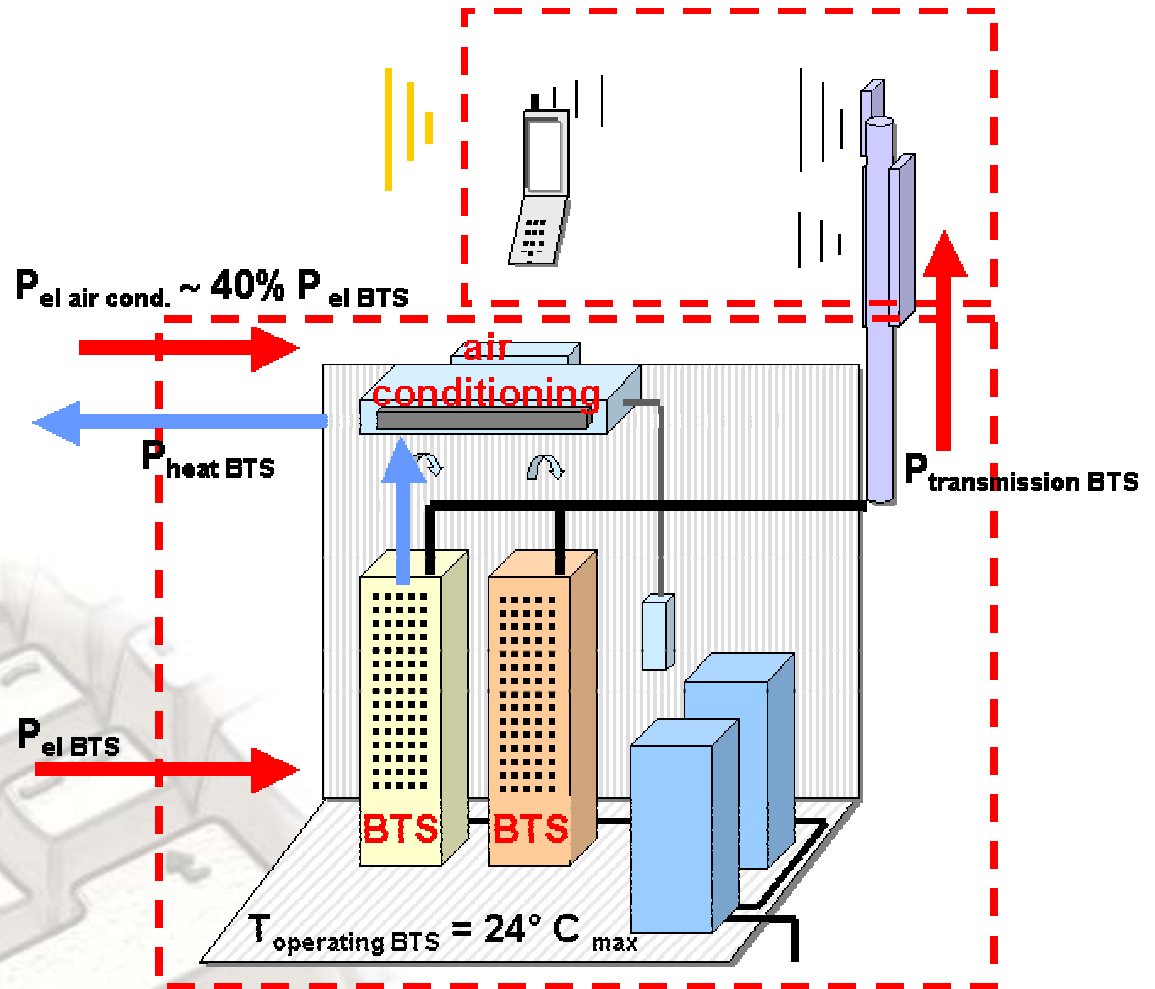 P el air cond. ~ 40% P el BTS
air
conditioning
P heat BTS
P transmission BTS
P el BTS
BTS BTS
T operating BTS = 24° C max